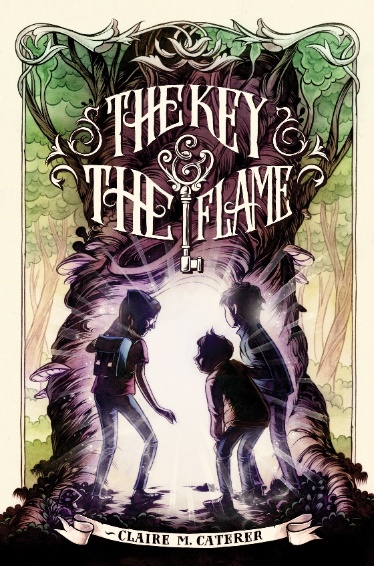 THE KEY
&
THE FLAME
~CLAIRE M. CATERER